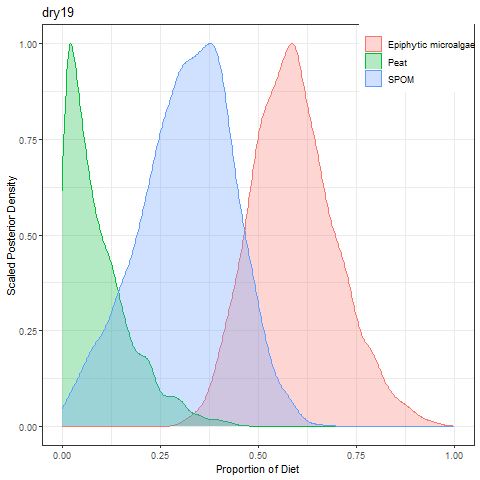 dry19
Epiphytic microalgae
Peat
SPOM
1.00
0.75
0.50
0.25
0.00
Scaled Posterior Density
0.00 0.25 0.50 0.75 1.00
Proportion of Diet